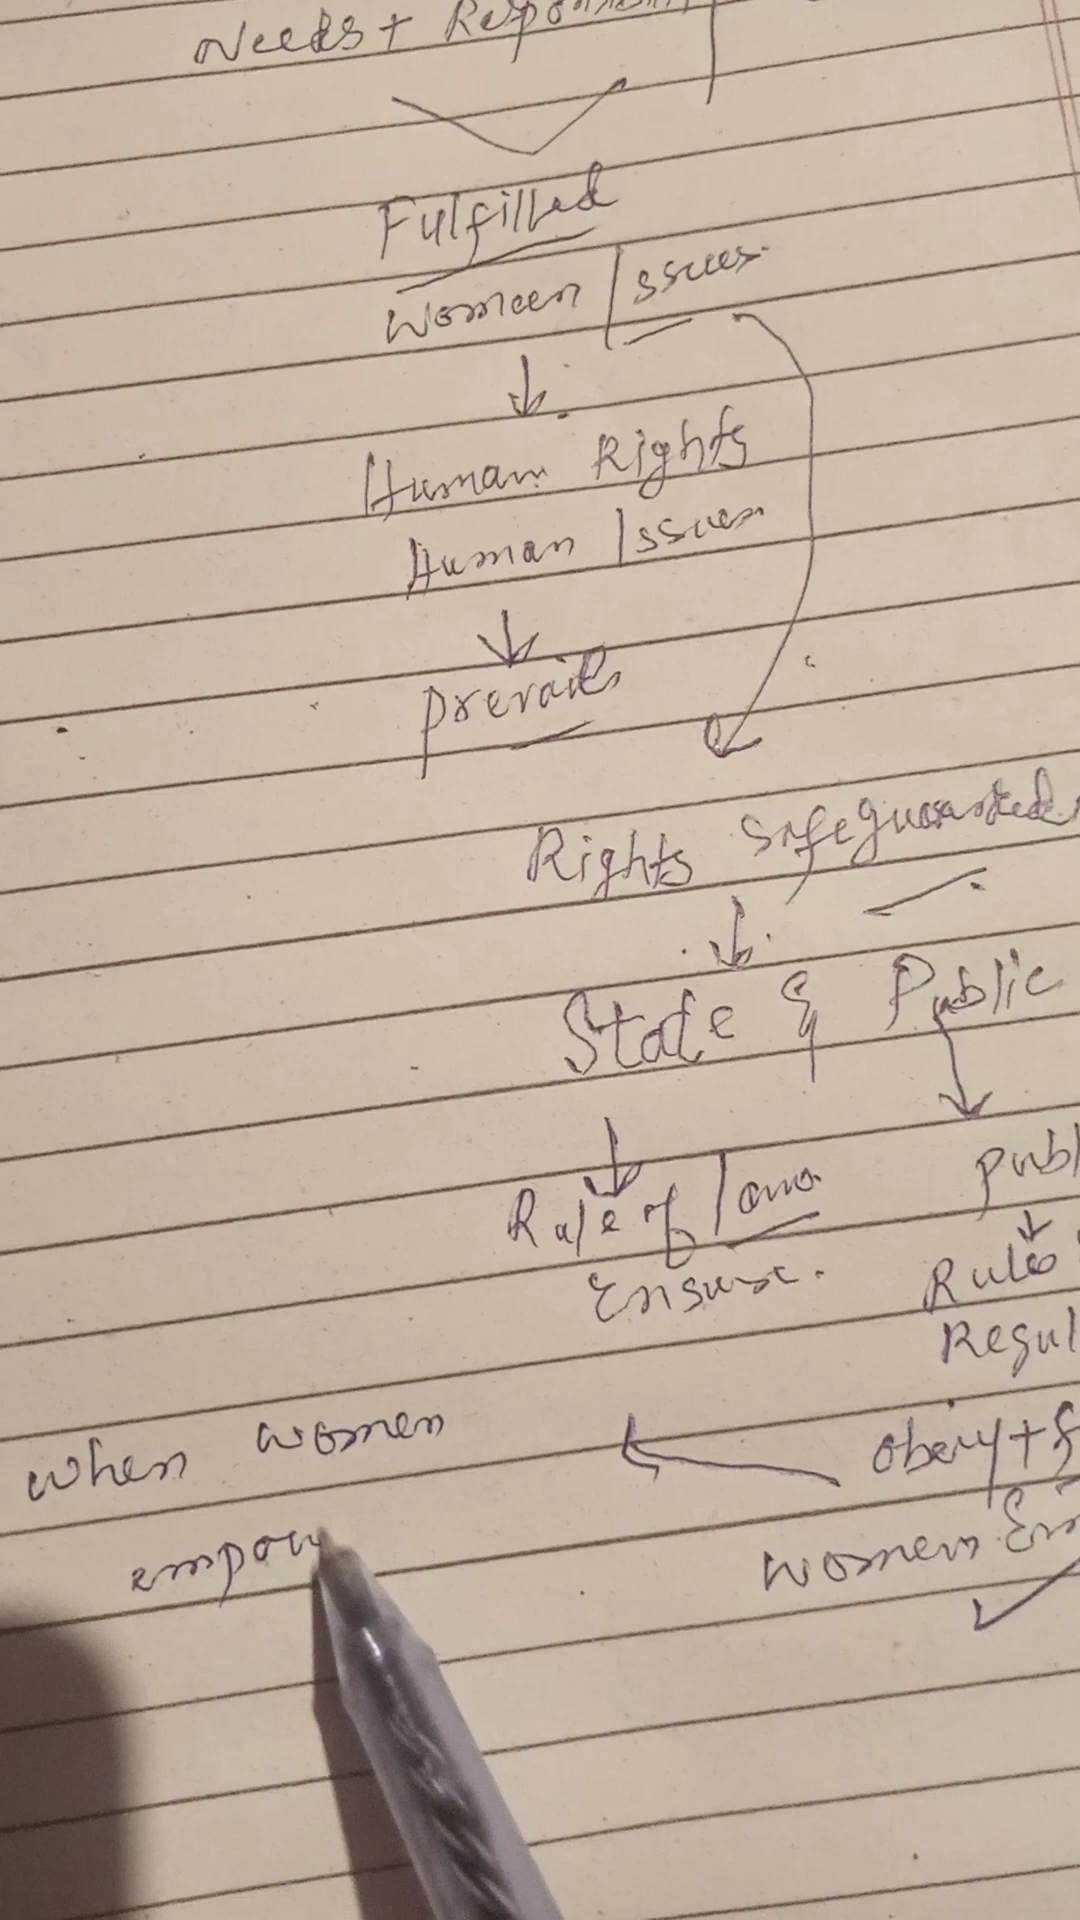 Needs +
Fulfilled
Women Issues.
Human Rights
Human Issues
prevails
Rights Safeguarded
State & Public
Rule of law
Ensure.
Rules
when women
obey +
women